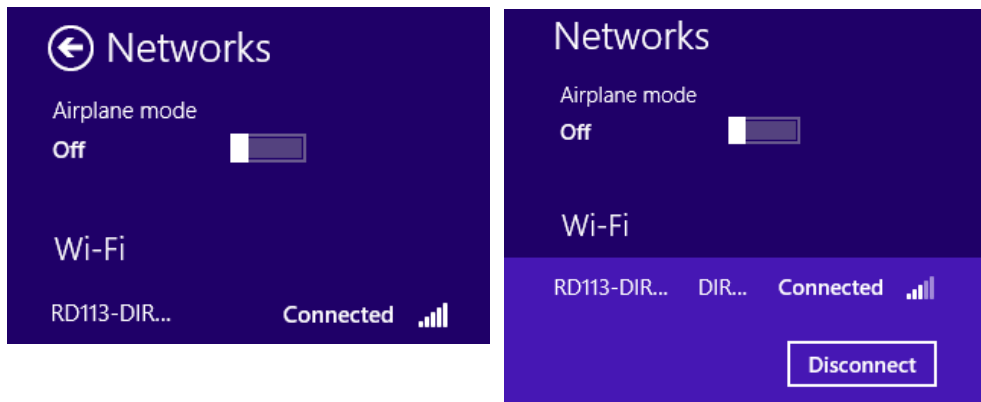 Networks
Airplane mode
Off
Wi-Fi
RD113-DIR... Connected
Networks
Airplane mode
Off
Wi-Fi
RD113-DIR... DIR... Connected
Disconnect